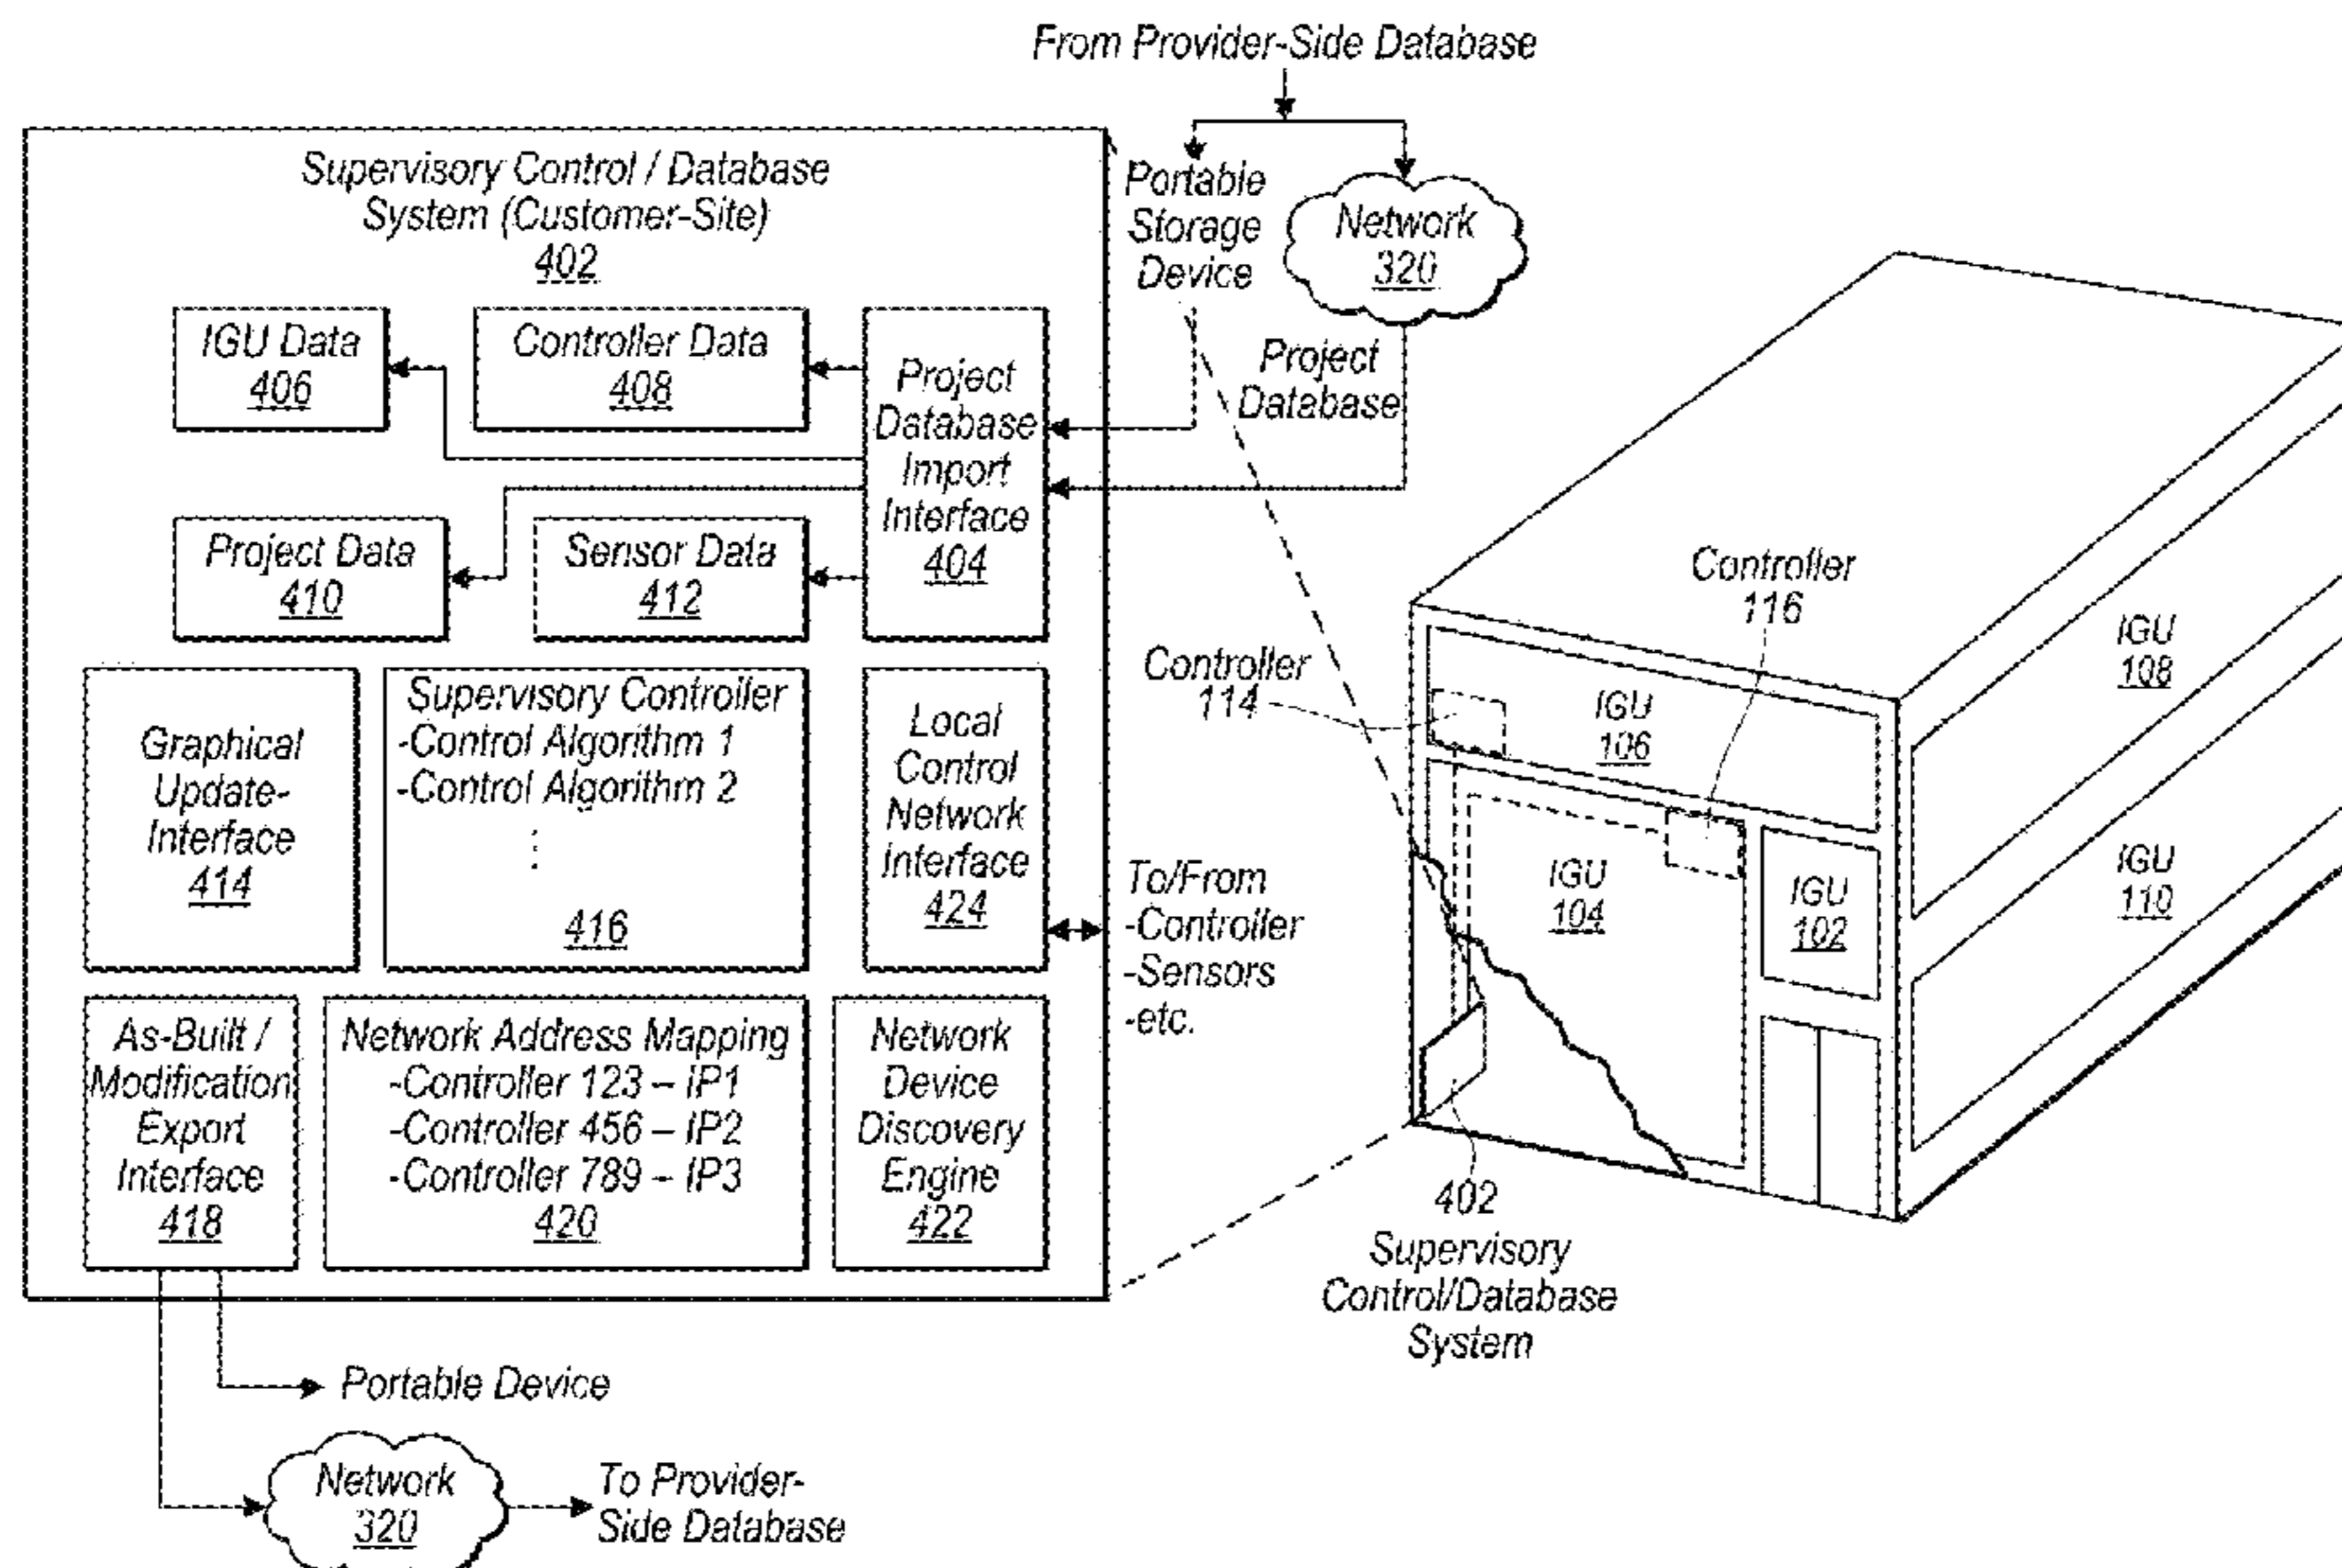 From Provider-Side Database
Supervisory Control / Database
System (Customer-Site)
402
Portable
Storage
Device
Network
320
IGU Data
406
Controller Data
408
Project
Database
Import
Interface
404
Project
Database
Project Data
410
Sensor Data
412
Graphical
Update-
Interface
414
Supervisory Controller
-Control Algorithm 1
-Control Algorithm 2
416
Local
Control
Network
Interface
424
To/From
-Controller
-Sensors
-etc.
As-Built /
Modification
Export
Interface
418
Network Address Mapping
-Controller 123 – IP1
-Controller 456 – IP2
-Controller 789 – IP3
420
Network
Device
Discovery
Engine
422
Portable Device
Network
320
To Provider-
Side Database
Controller
114
Controller
116
IGU
106
IGU
108
IGU
104
IGU
102
IGU
110
402
Supervisory
Control/Database
System